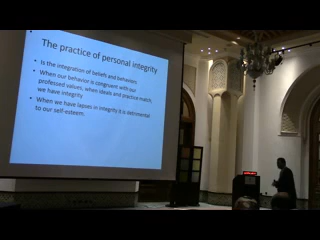 The practice of personal integrity
• Is the integration of beliefs and behaviors
• When our behavior is congruent with our
professed values, when ideals and practice match,
we have integrity
• When we have lapses in integrity it is detrimental
to our self-esteem.